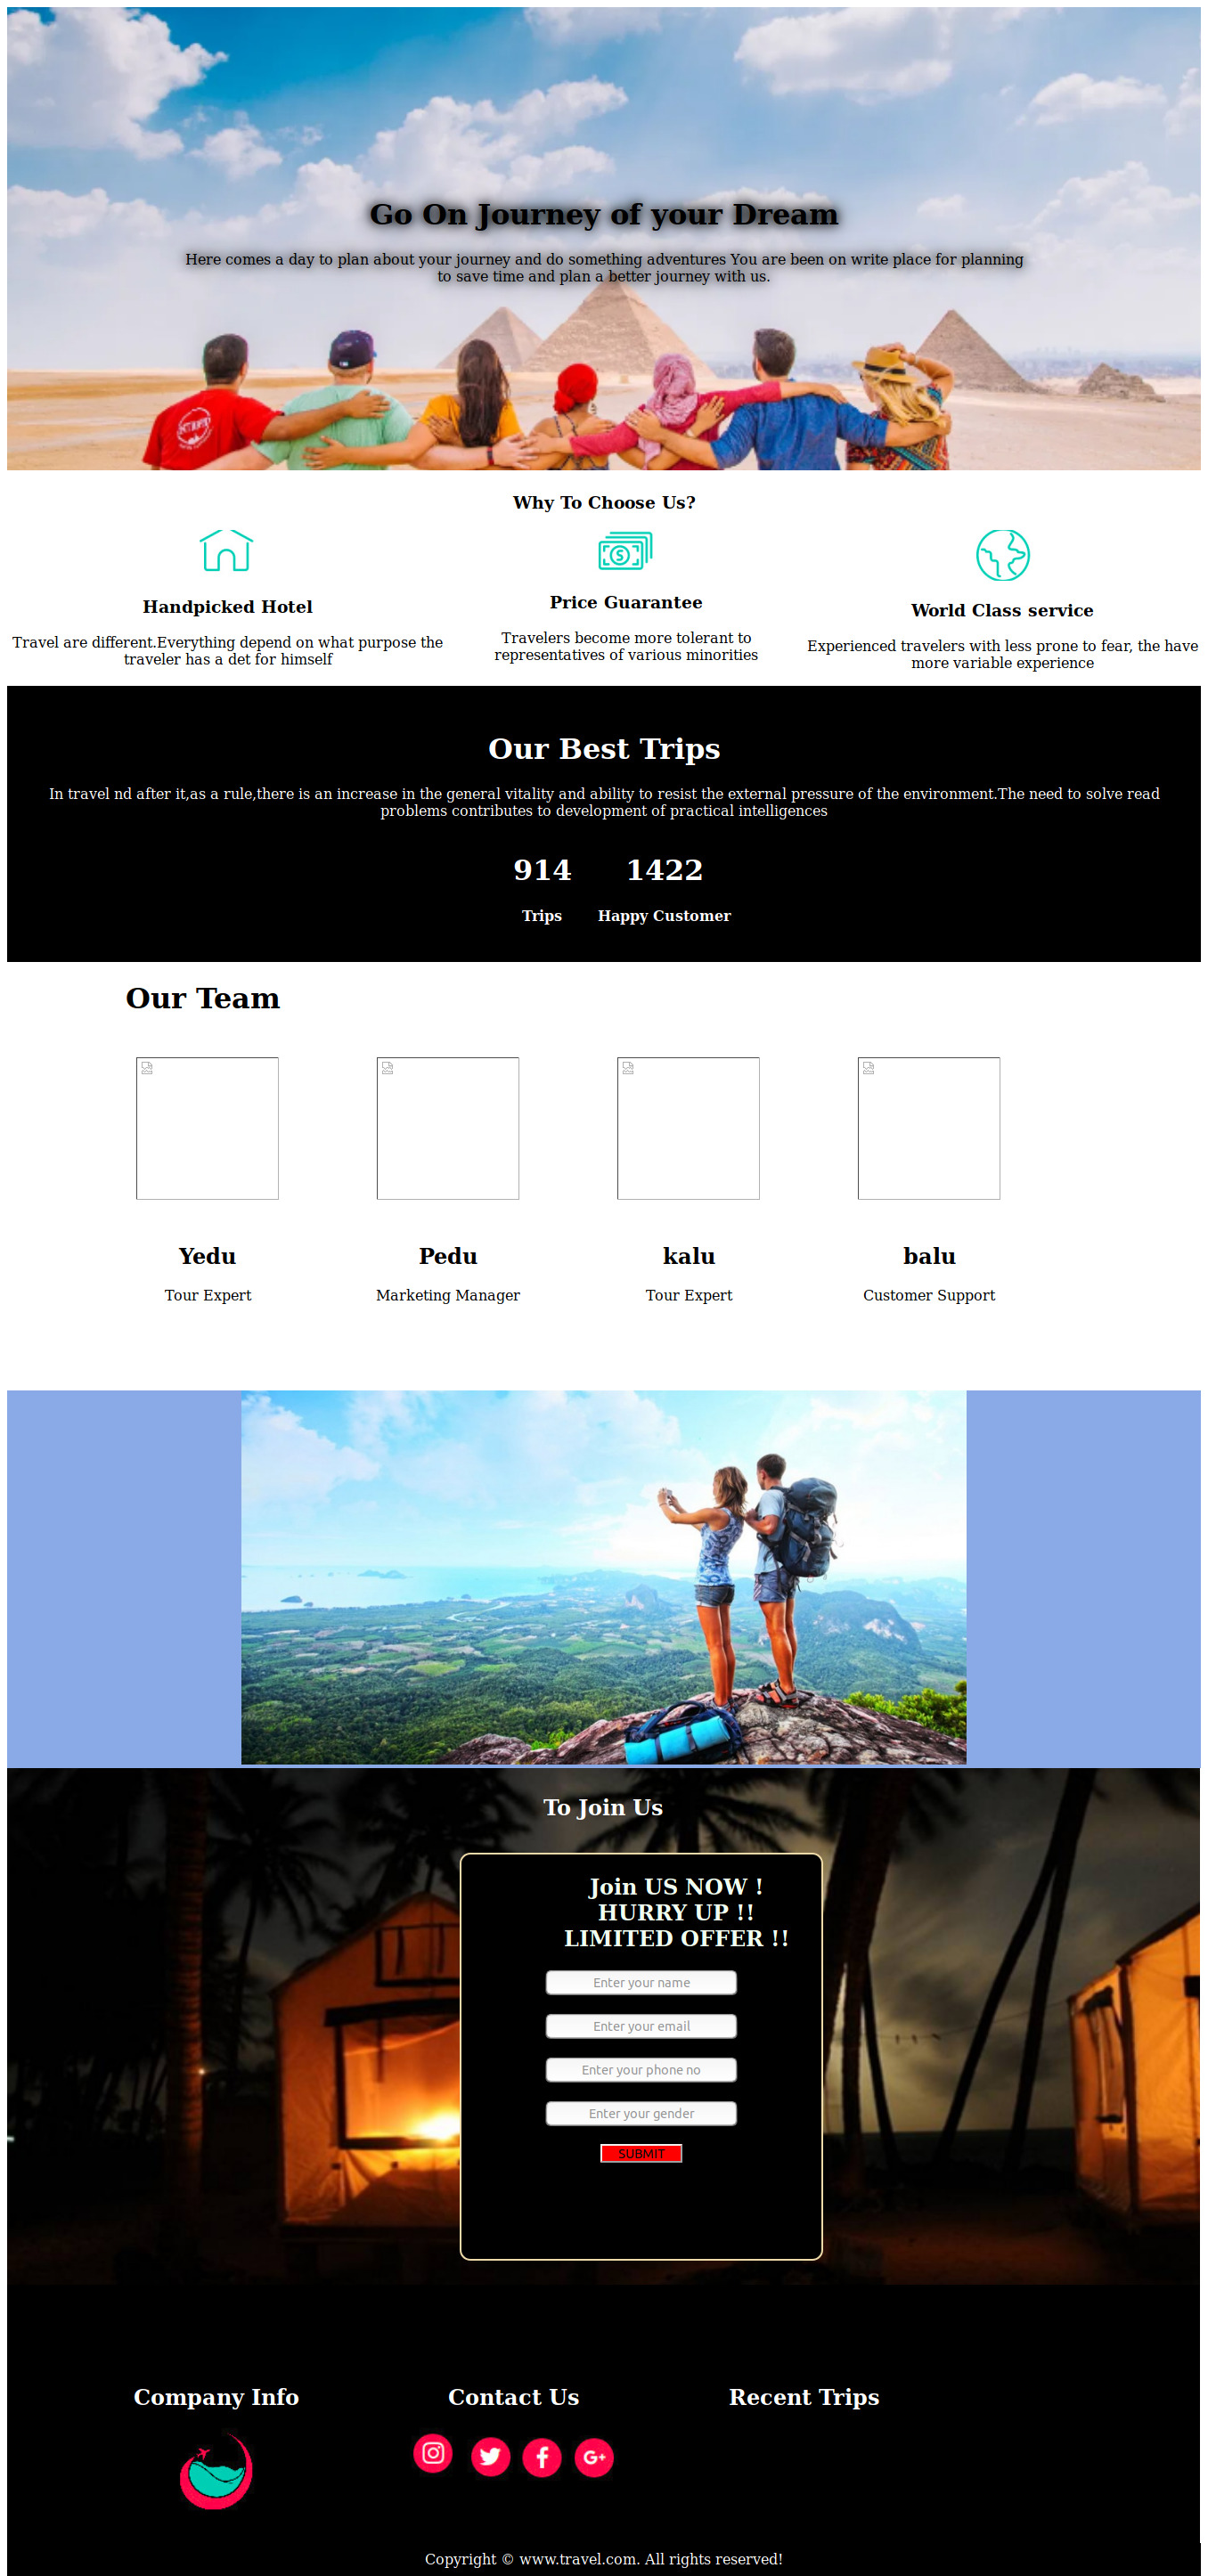 Go On Journey of your Dream
Here comes a day to plan about your journey and do something adventures You are been on write place for planning
to save time and plan a better journey with us.
Why To Choose Us?
Handpicked Hotel
Travel are different.Everything depend on what purpose the
traveler has a det for himself
Price Guarantee
Travelers become more tolerant to
representatives of various minorities
World Class service
Experienced travelers with less prone to fear, the have
more variable experience
Our Best Trips
In travel nd after it,as a rule,there is an increase in the general vitality and ability to resist the external pressure of the environment.The need to solve read
problems contributes to development of practical intelligences
914 1422
Trips Happy Customer
Our Team
Yedu Pedu kalu balu
Tour Expert Marketing Manager Tour Expert Customer Support
To Join Us
Join US NOW !
HURRY UP !!
LIMITED OFFER !!
Enter your name
Enter your email
Enter your phone no
Enter your gender
SUBMIT
Company Info Contact Us Recent Trips
G+
Copyright © www.travel.com. All rights reserved!